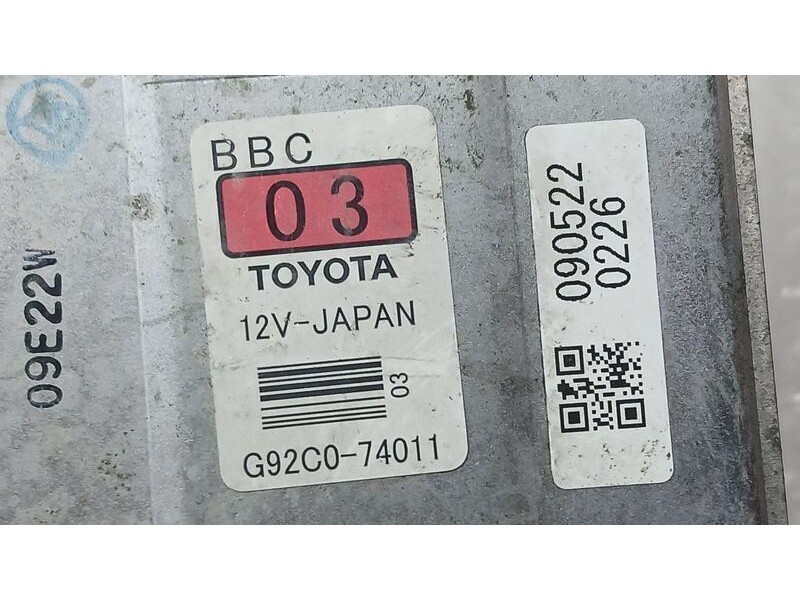 09E22W
BBC
03
TOYOTA
12V-JAPAN
03
G92C0-74011
090522
0226